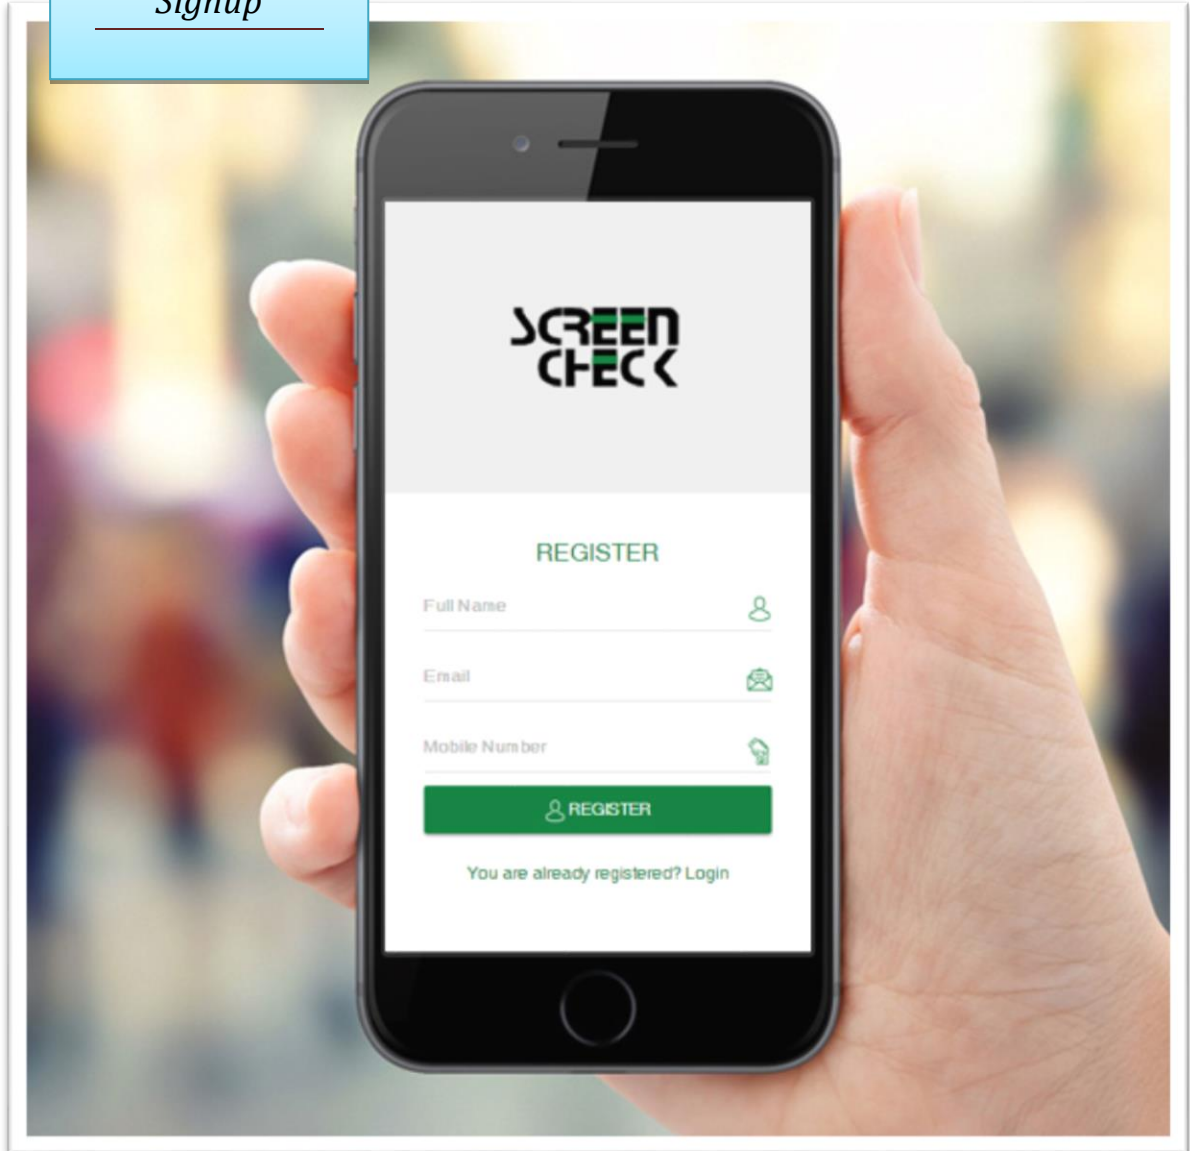 Signup
SCREEN
CHECK
REGISTER
Full Name
Email
Mobile Number
REGISTER
You are already registered? Login